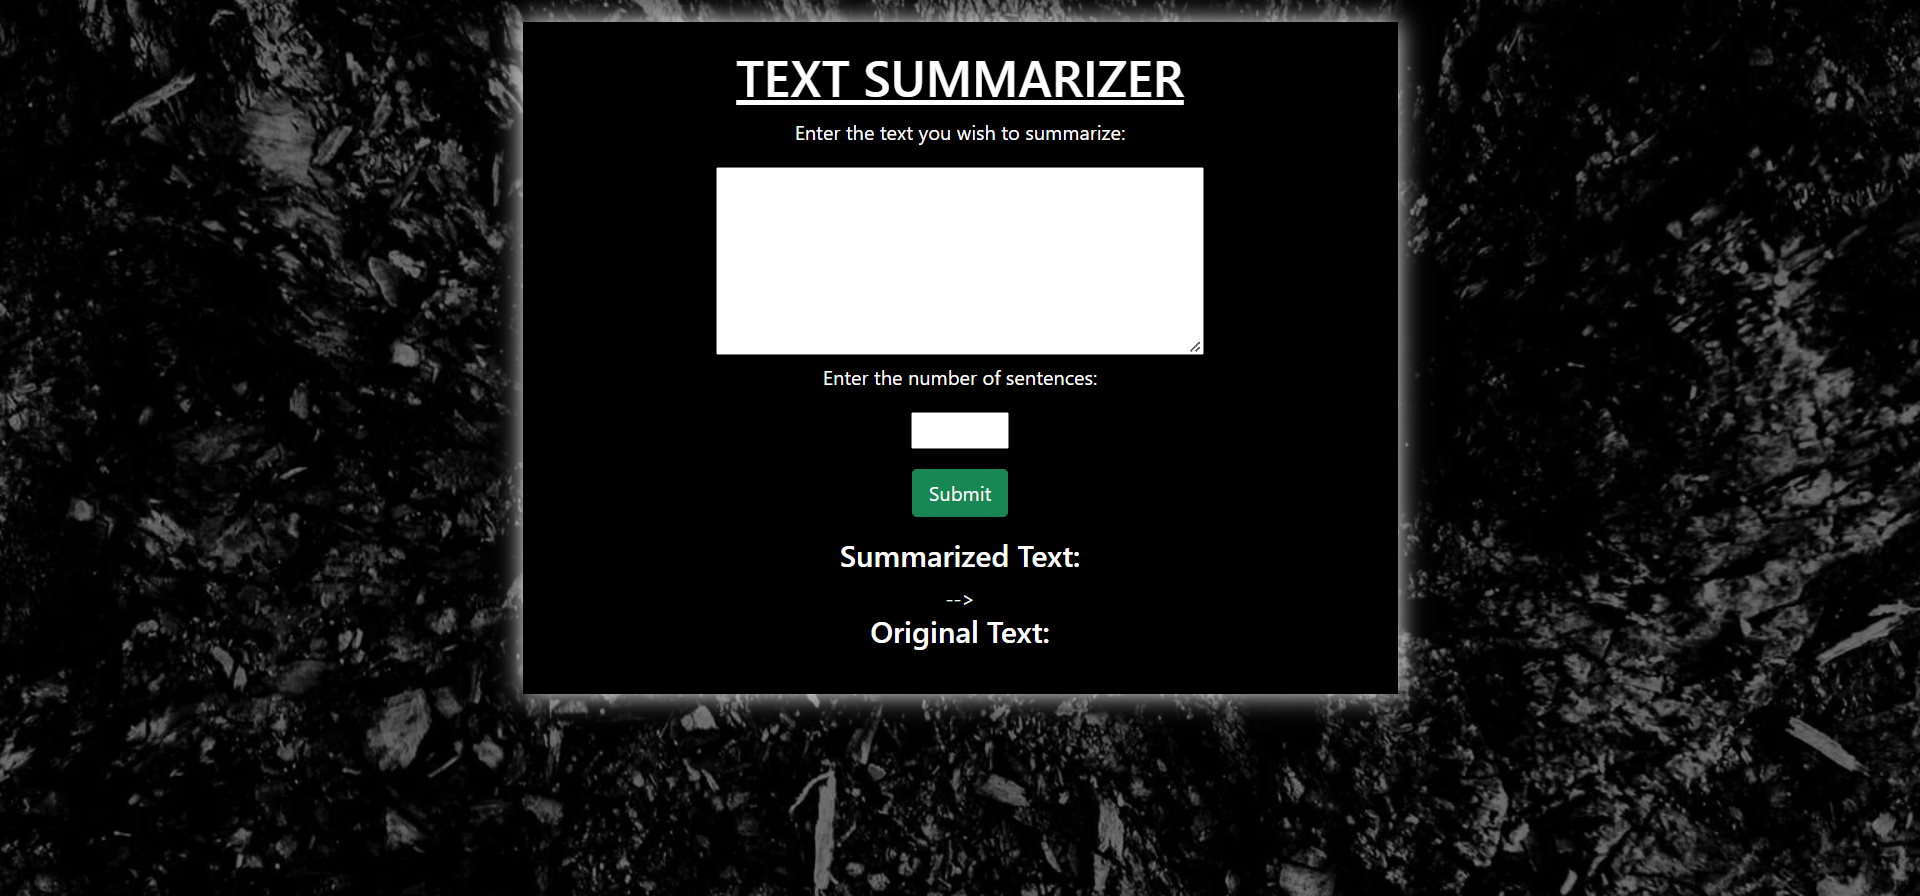 TEXT SUMMARIZER
Enter the text you wish to summarize:
Enter the number of sentences:
Submit
Summarized Text:
-->
Original Text: